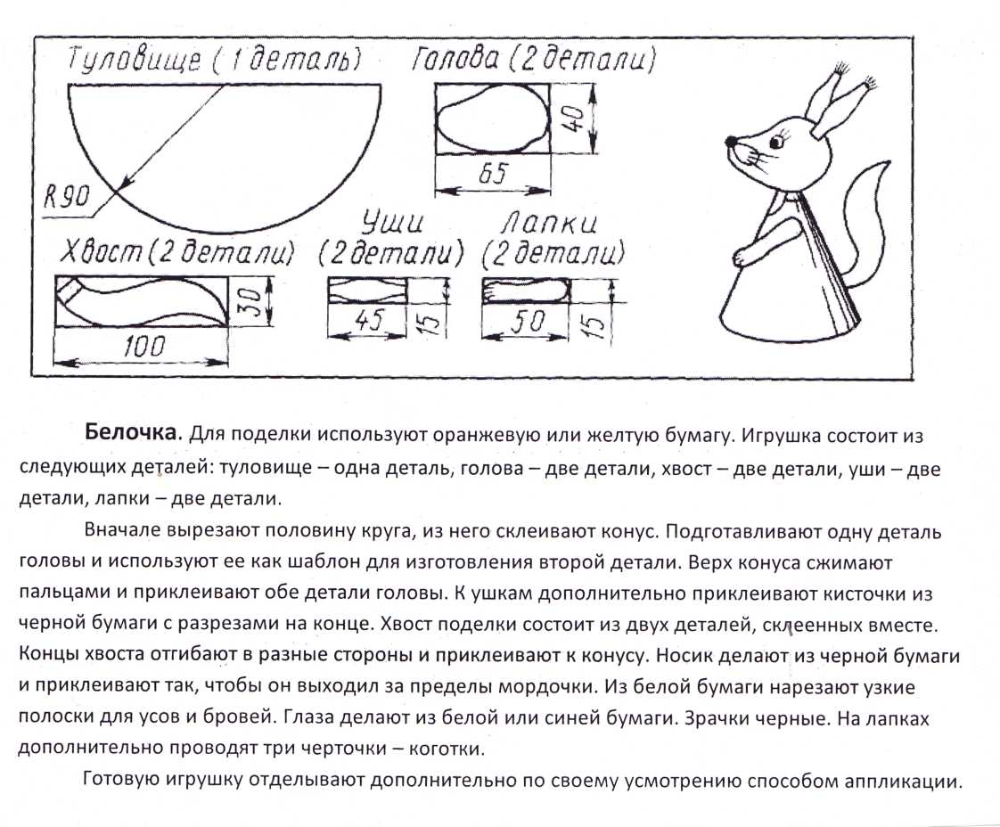 Туловище (1 деталь)
Голова (2 детали)
R90
40
65
Хвост (2 детали)
Уши
(2 детали)
Лапки
(2 детали)
30
100
45
15
50
15
Белочка. Для поделки используют оранжевую или желтую бумагу. Игрушка состоит из
следующих деталей: туловище – одна деталь, голова – две детали, хвост – две детали, уши – две
детали, лапки – две детали.
Вначале вырезают половину круга, из него склеивают конус. Подготавливают одну деталь
головы и используют ее как шаблон для изготовления второй детали. Верх конуса сжимают
пальцами и приклеивают обе детали головы. К ушкам дополнительно приклеивают кисточки из
черной бумаги с разрезами на конце. Хвост поделки состоит из двух деталей, склеенных вместе.
Концы хвоста отгибают в разные стороны и приклеивают к конусу. Носик делают из черной бумаги
и приклеивают так, чтобы он выходил за пределы мордочки. Из белой бумаги нарезают узкие
полоски для усов и бровей. Глаза делают из белой или синей бумаги. Зрачки черные. На лапках
дополнительно проводят три черточки – коготки.
Готовую игрушку отделывают дополнительно по своему усмотрению способом аппликации.